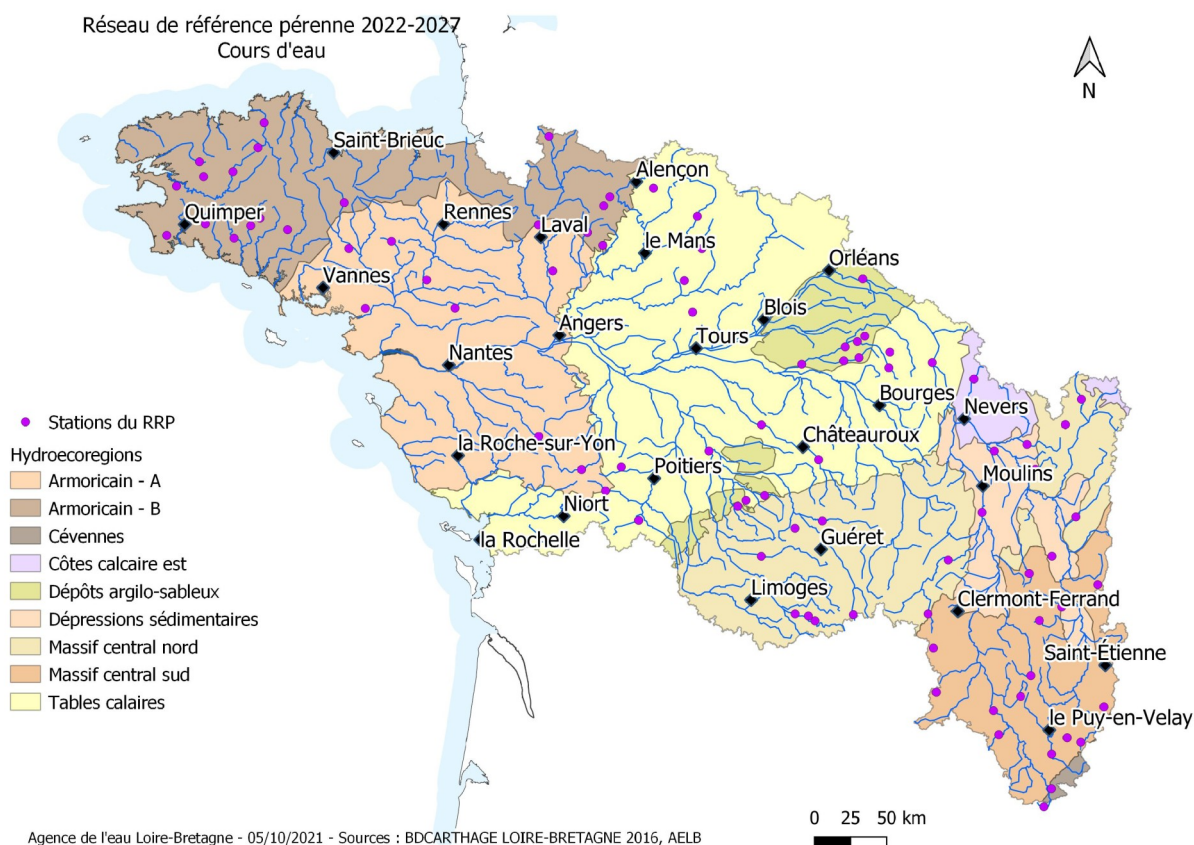 Réseau de référence pérenne 2022-2027
Cours d'eau
N
Saint-Brieuc
Alençon
Quimper
Rennes
Laval
le Mans
Orléans
Vannes
Blois
Angers
Tours
Nantes
Bourges
Nevers
la Roche-sur-Yon
Châteauroux
Poitiers
Moulins
Niort
la Rochelle
Guéret
Limoges
Clermont-Ferrand
Saint-Étienne
le Puy-en-Velay
Stations du RRP
Hydroecoregions
Armoricain - A
Armoricain - B
Cévennes
Côtes calcaire est
Dépôts argilo-sableux
Dépressions sédimentaires
Massif central nord
Massif central sud
Tables calaires
0 25 50 km
Agence de l'eau Loire-Bretagne - 05/10/2021 - Sources : BDCARTHAGE LOIRE-BRETAGNE 2016, AELB